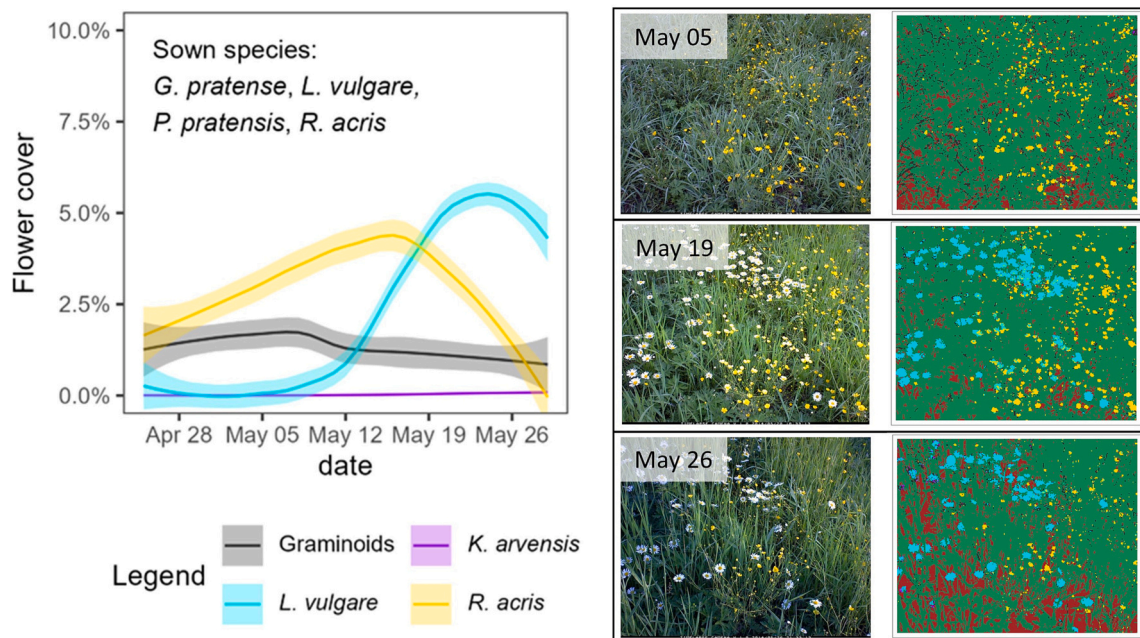 10.0%
7.5%
5.0%
2.5%
0.0%
Flower cover
Sown species:
G. pratense, L. vulgare,
P. pratensis, R. acris
Apr 28 May 05 May 12 May 19 May 26
date
Legend
Graminoids
K. arvensis
L. vulgare
R. acris
May 05
May 19
May 26